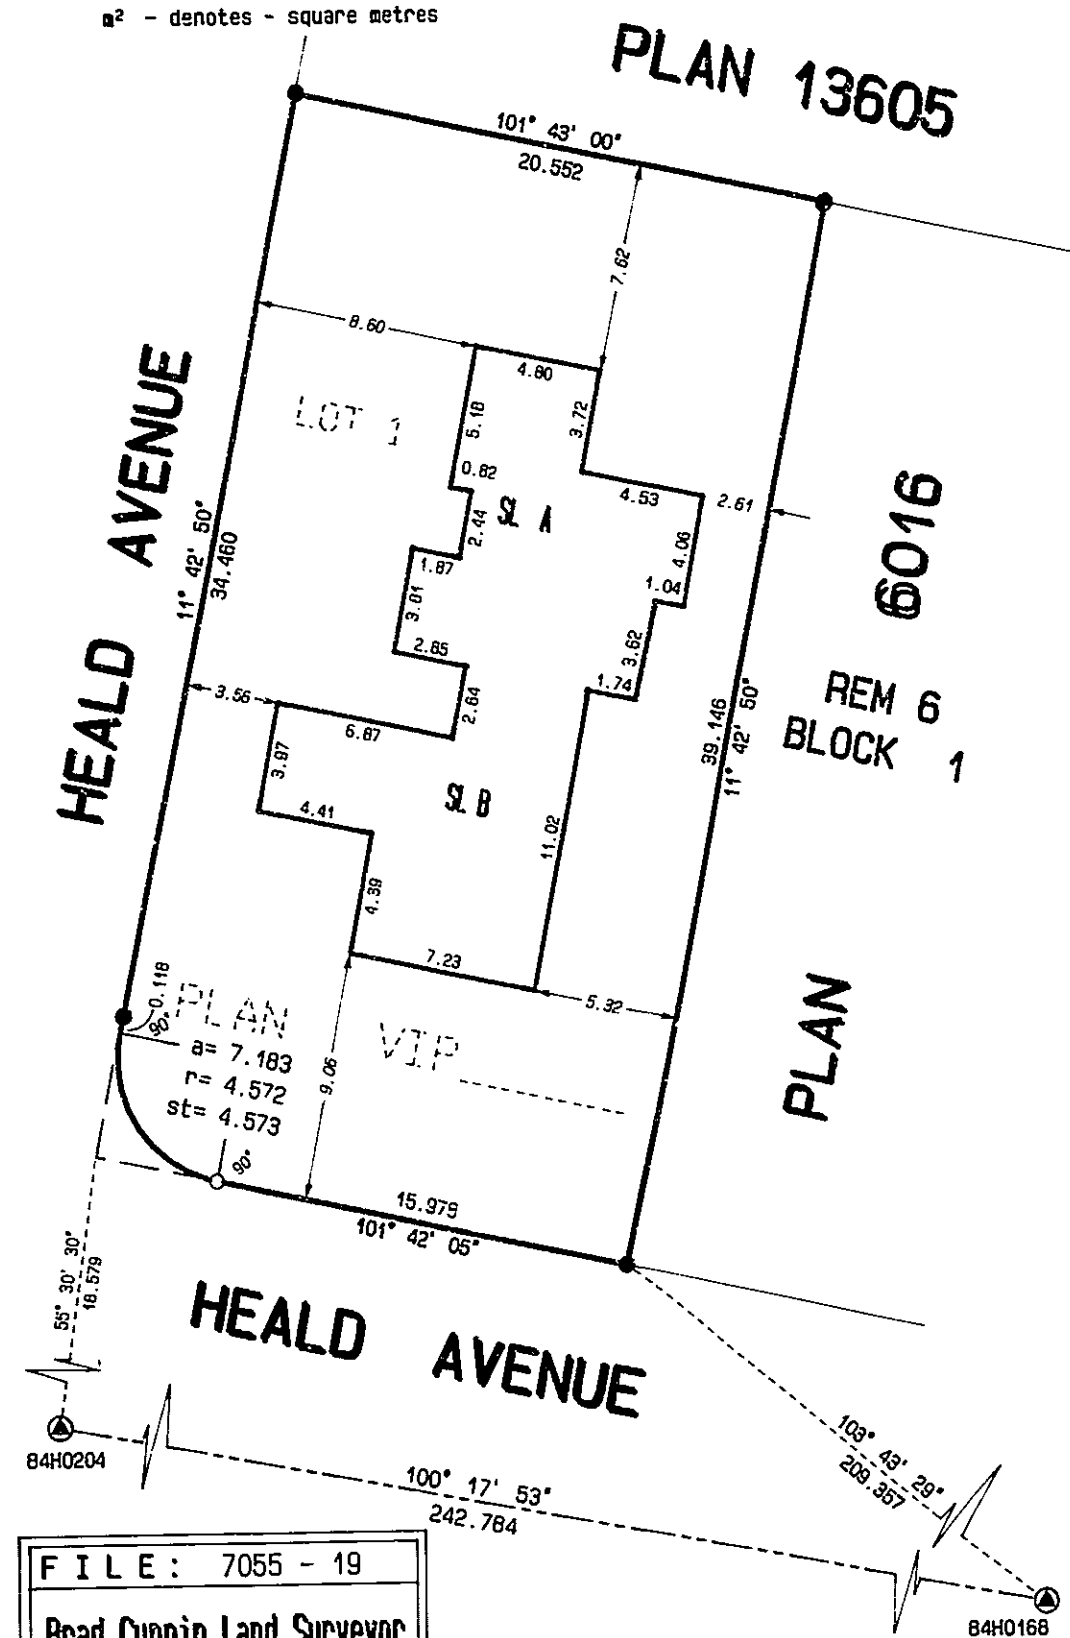 m² - denotes - square metres
PLAN 13605
101° 43' 00"
20.552
7.62
8.60
4.80
LOT 1
5.18
3.72
0.82
4.53
2.61
SL A
2.44
4.06
1.87
1.04
3.81
3.62
2.85
1.74
2.64
3.56
6.87
3.97
SL B
4.41
11.02
4.39
7.23
5.32
HEALD AVENUE
11° 42' 50"
34.460
39.146
11° 42' 50"
6016
REM 6
BLOCK 1
PLAN
0.118
90°
PLAN
a= 7.183
r= 4.572
st= 4.573
90°
VIP
9.06
15.979
101° 42' 05"
55° 30' 30"
18.579
HEALD AVENUE
84H0204
103° 43' 29"
209.357
100° 17' 53"
242.784
84H0168
FILE: 7055 - 19
Brad Cunnin Land Surveyor